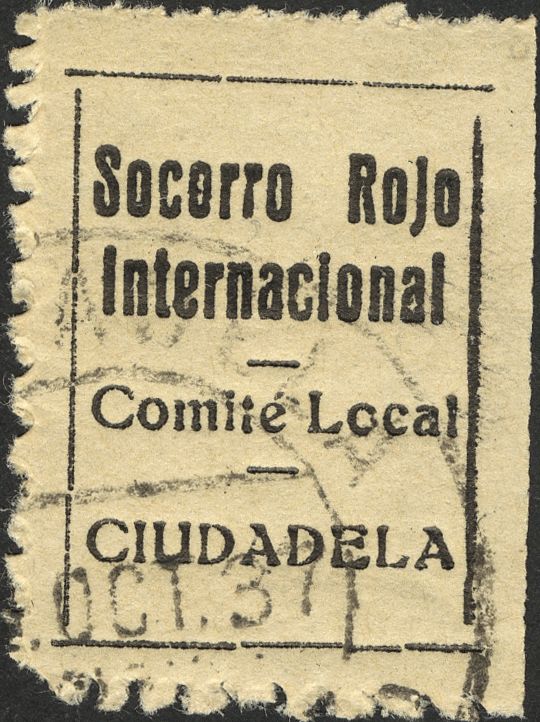 Socorro Rojo
Internacional
Comité Local
CIUDADELA
OCT. 37